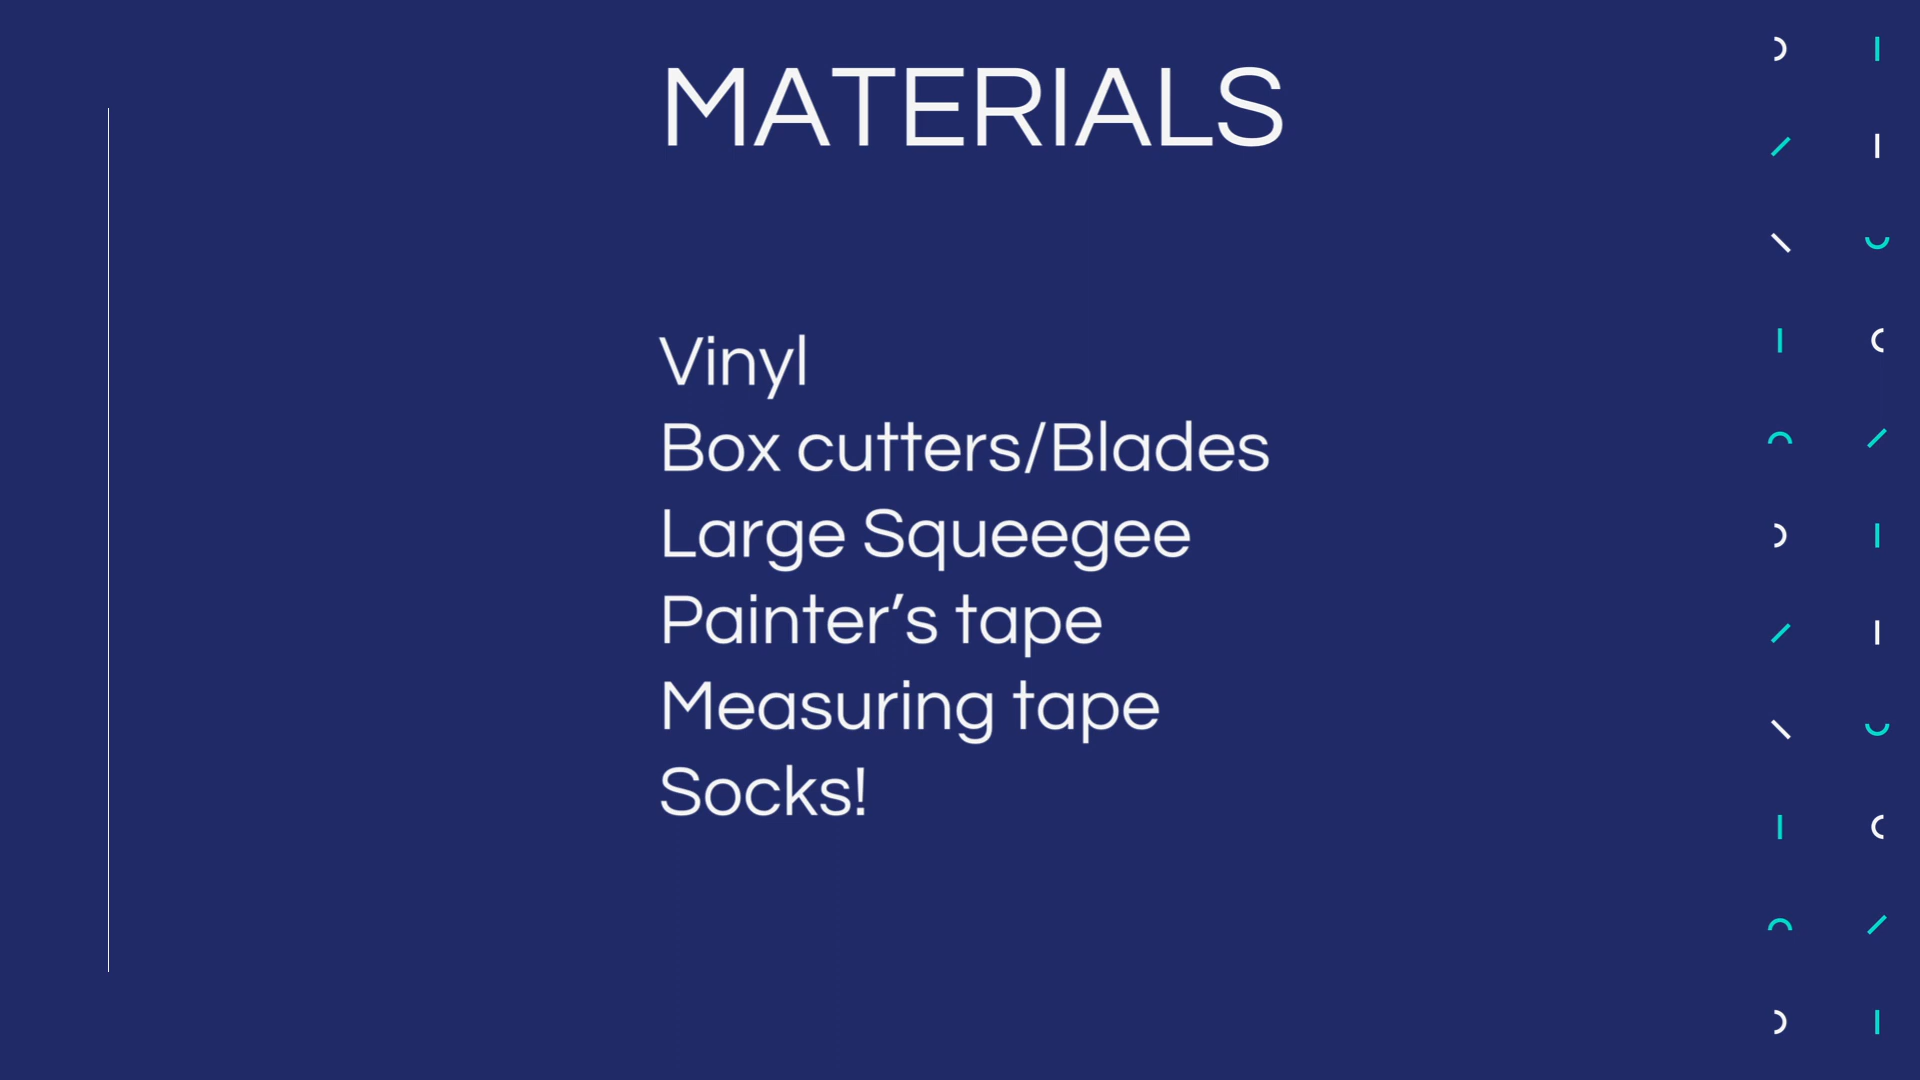 MATERIALS
Vinyl
Box cutters/Blades
Large Squeegee
Painter’s tape
Measuring tape
Socks!